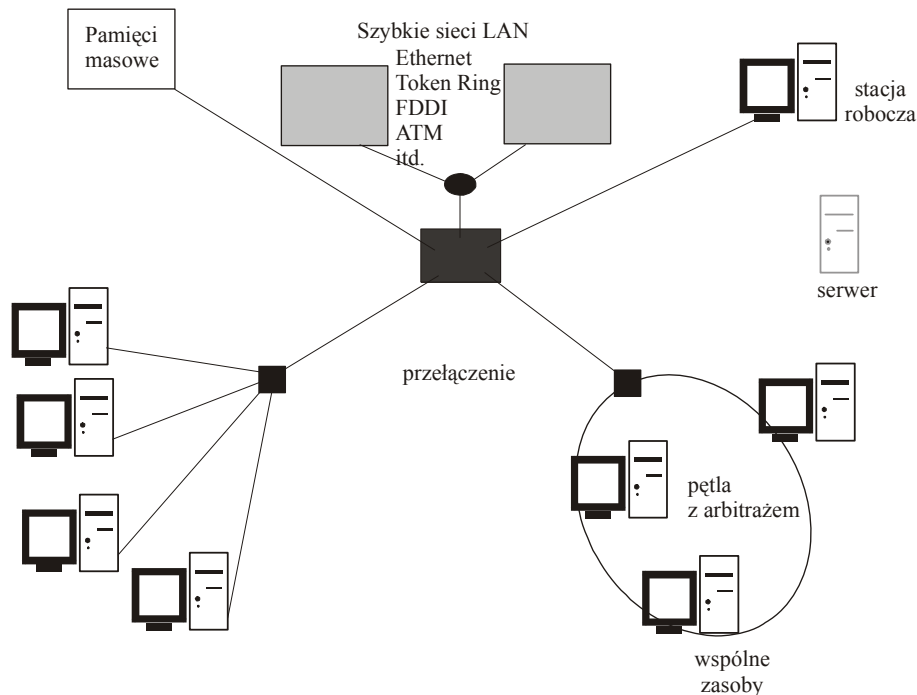 Pamięci
masowe
Szybkie sieci LAN
Ethernet
Token Ring
FDDI
ATM
itd.
stacja
robocza
serwer
przełączenie
pętla
z arbitrażem
wspólne
zasoby